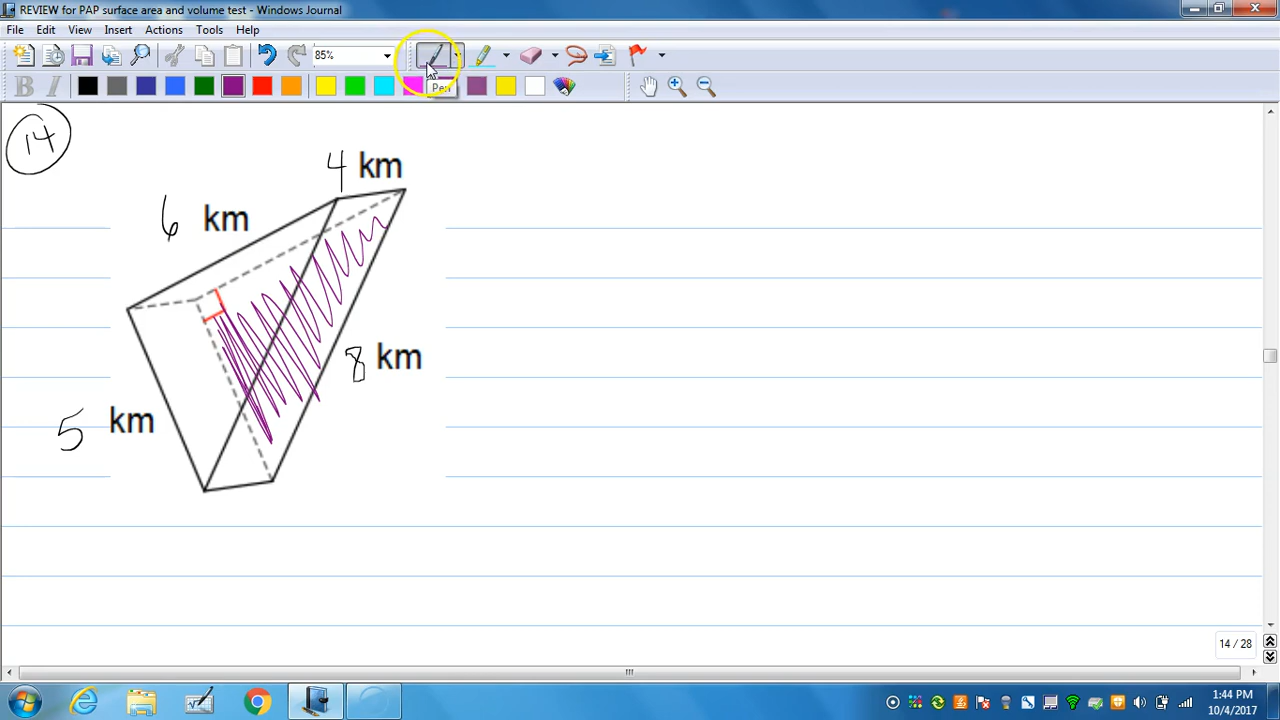 REVIEW for PAP surface area and volume test - Windows Journal
File Edit View Insert Actions Tools Help
85%
B I
Pen
14
4 km
6 km
8 km
5 km
14 / 28
1:44 PM
10/4/2017